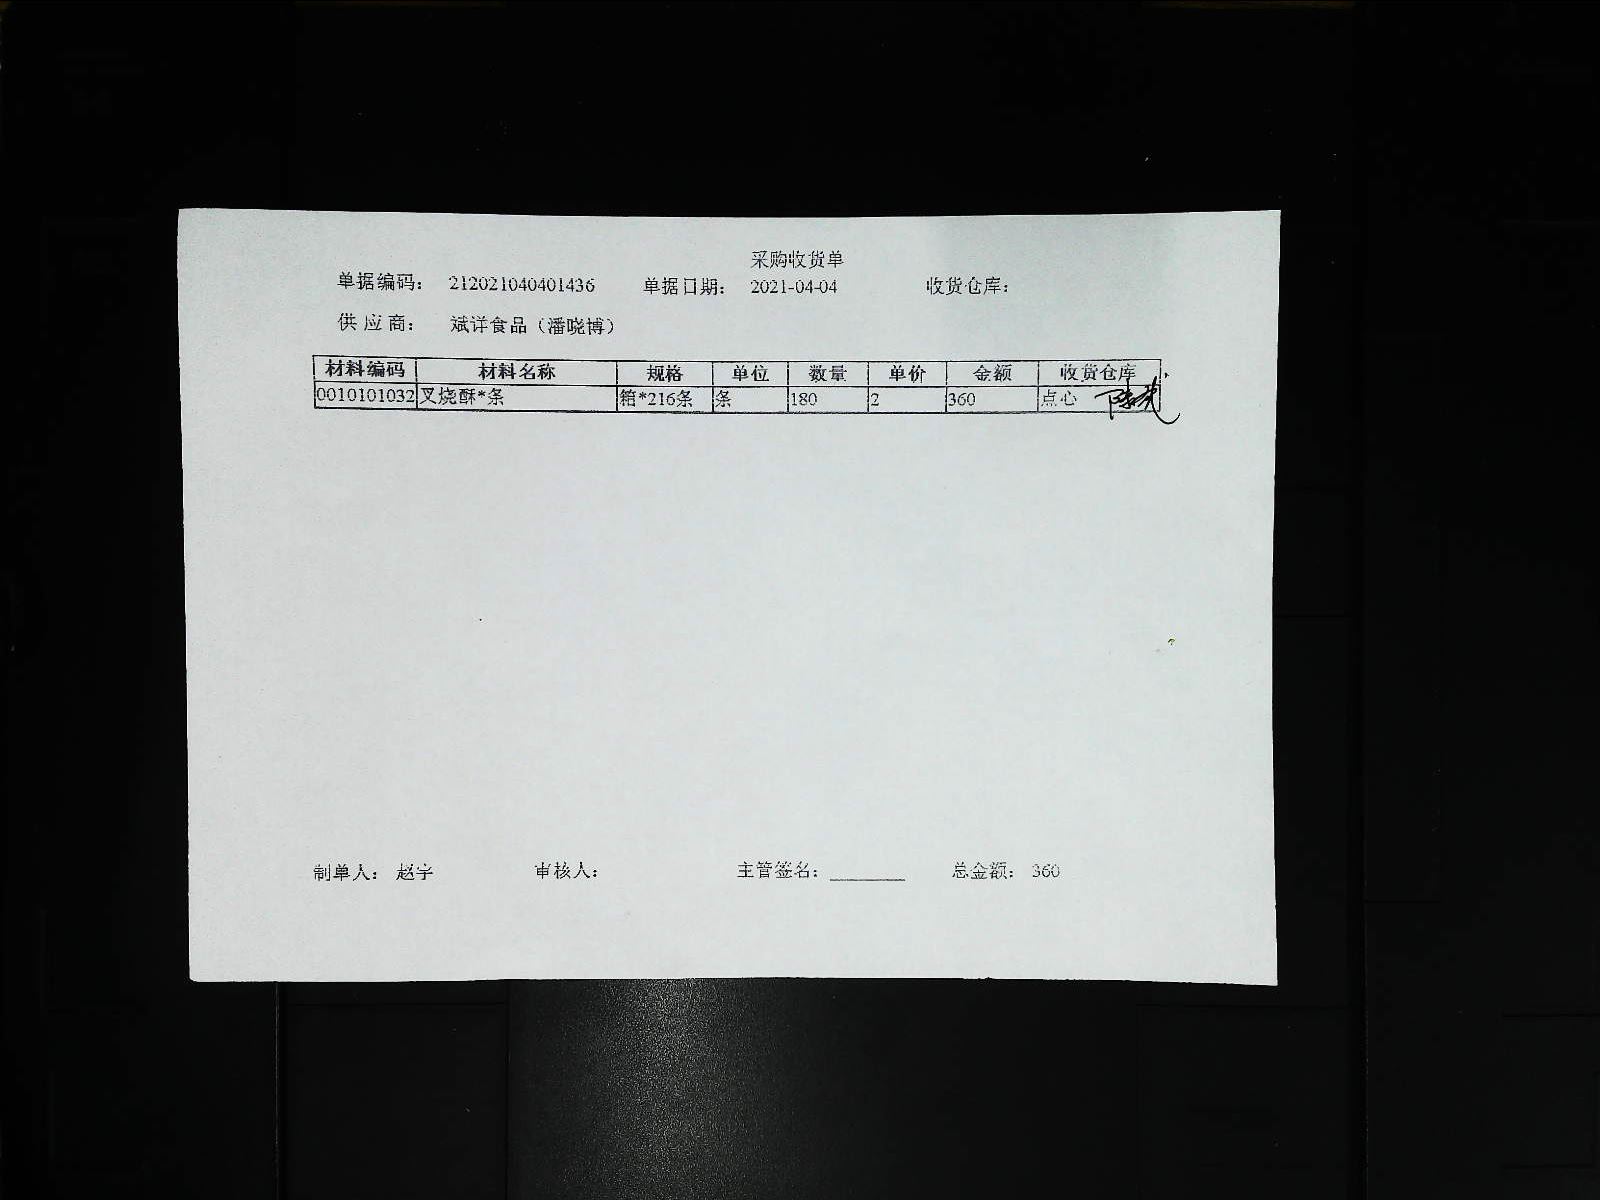 采购收货单
单据编码： 212021040401436 单据日期： 2021-04-04 收货仓库：
供 应 商： 斌详食品（潘晓博）
材料编码 材料名称 规格 单位 数量 单价 金额 收货仓库
0010101032 叉烧酥*条 箱*216条 条 180 2 360 点心
制单人： 赵宇 审核人： 主管签名： 总金额： 360